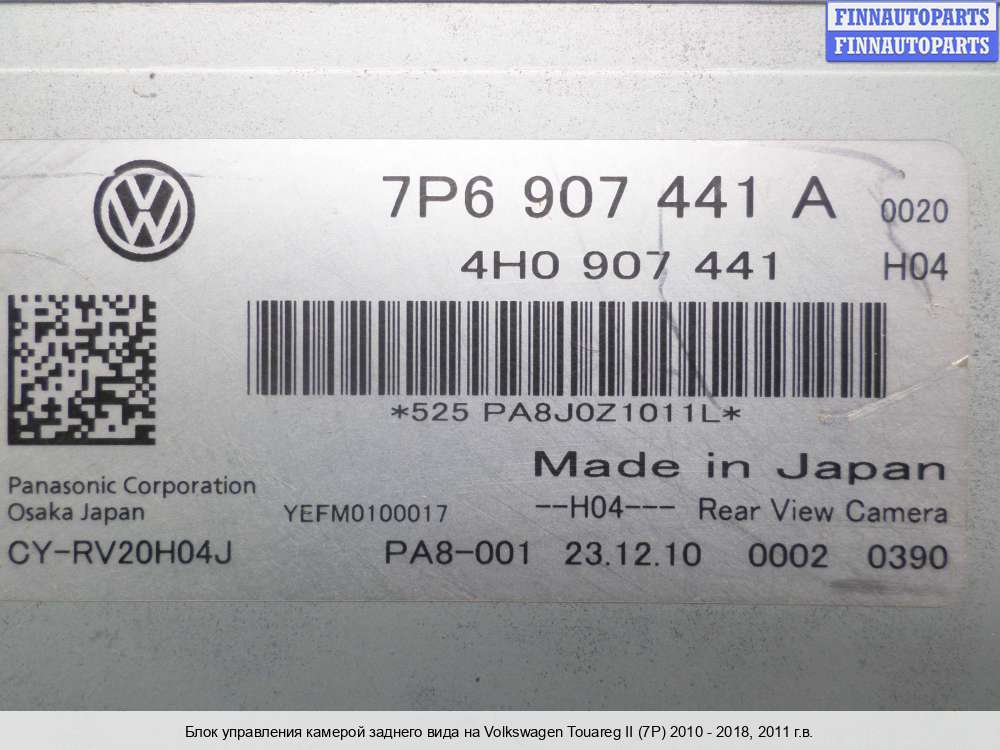 FINNAUTOPARTS
FINNAUTOPARTS
7P6 907 441 A 0020
4H0 907 441 H04
*525 PA8J0Z1011L*
Made in Japan
Panasonic Corporation
Osaka Japan YEFM0100017 --H04--- Rear View Camera
CY-RV20H04J PA8-001 23.12.10 0002 0390
Блок управления камерой заднего вида на Volkswagen Touareg II (7P) 2010 - 2018, 2011 г.в.